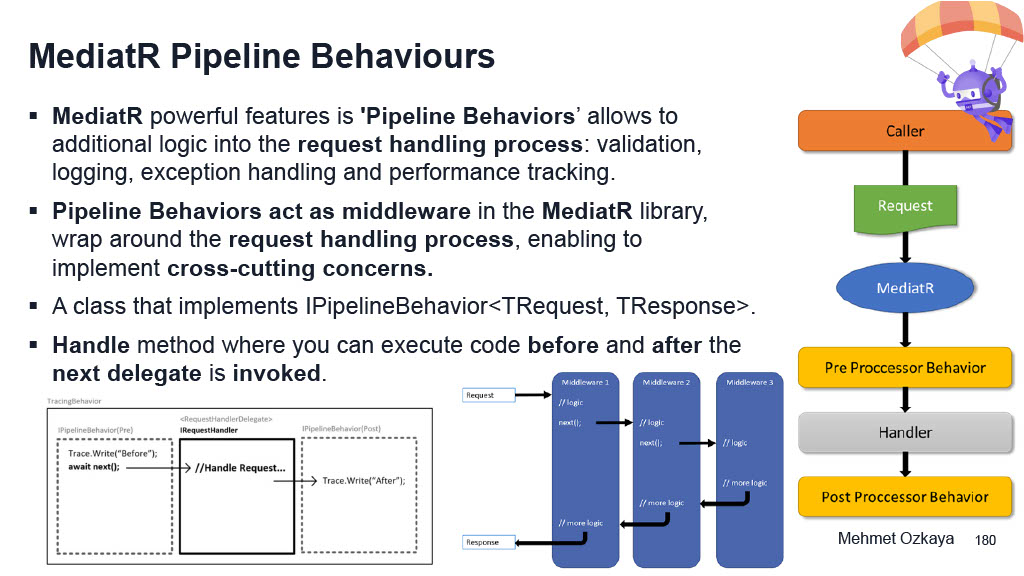 MediatR Pipeline Behaviours
▪ MediatR powerful features is 'Pipeline Behaviors’ allows to
additional logic into the request handling process: validation,
logging, exception handling and performance tracking.
▪ Pipeline Behaviors act as middleware in the MediatR library,
wrap around the request handling process, enabling to
implement cross-cutting concerns.
▪ A class that implements IPipelineBehavior<TRequest, TResponse>.
▪ Handle method where you can execute code before and after the
next delegate is invoked.
TracingBehavior
IPipelineBehavior(Pre)
Trace.Write("Before");
await next();
<RequestHandlerDelegate>
IRequestHandler
//Handle Request...
IPipelineBehavior(Post)
Trace.Write("After");
Request
Response
Middleware 1
// logic
next();
// more logic
Middleware 2
// logic
next();
// more logic
Middleware 3
// logic
// more logic
Caller
Request
MediatR
Pre Proccessor Behavior
Handler
Post Proccessor Behavior
Mehmet Ozkaya 180